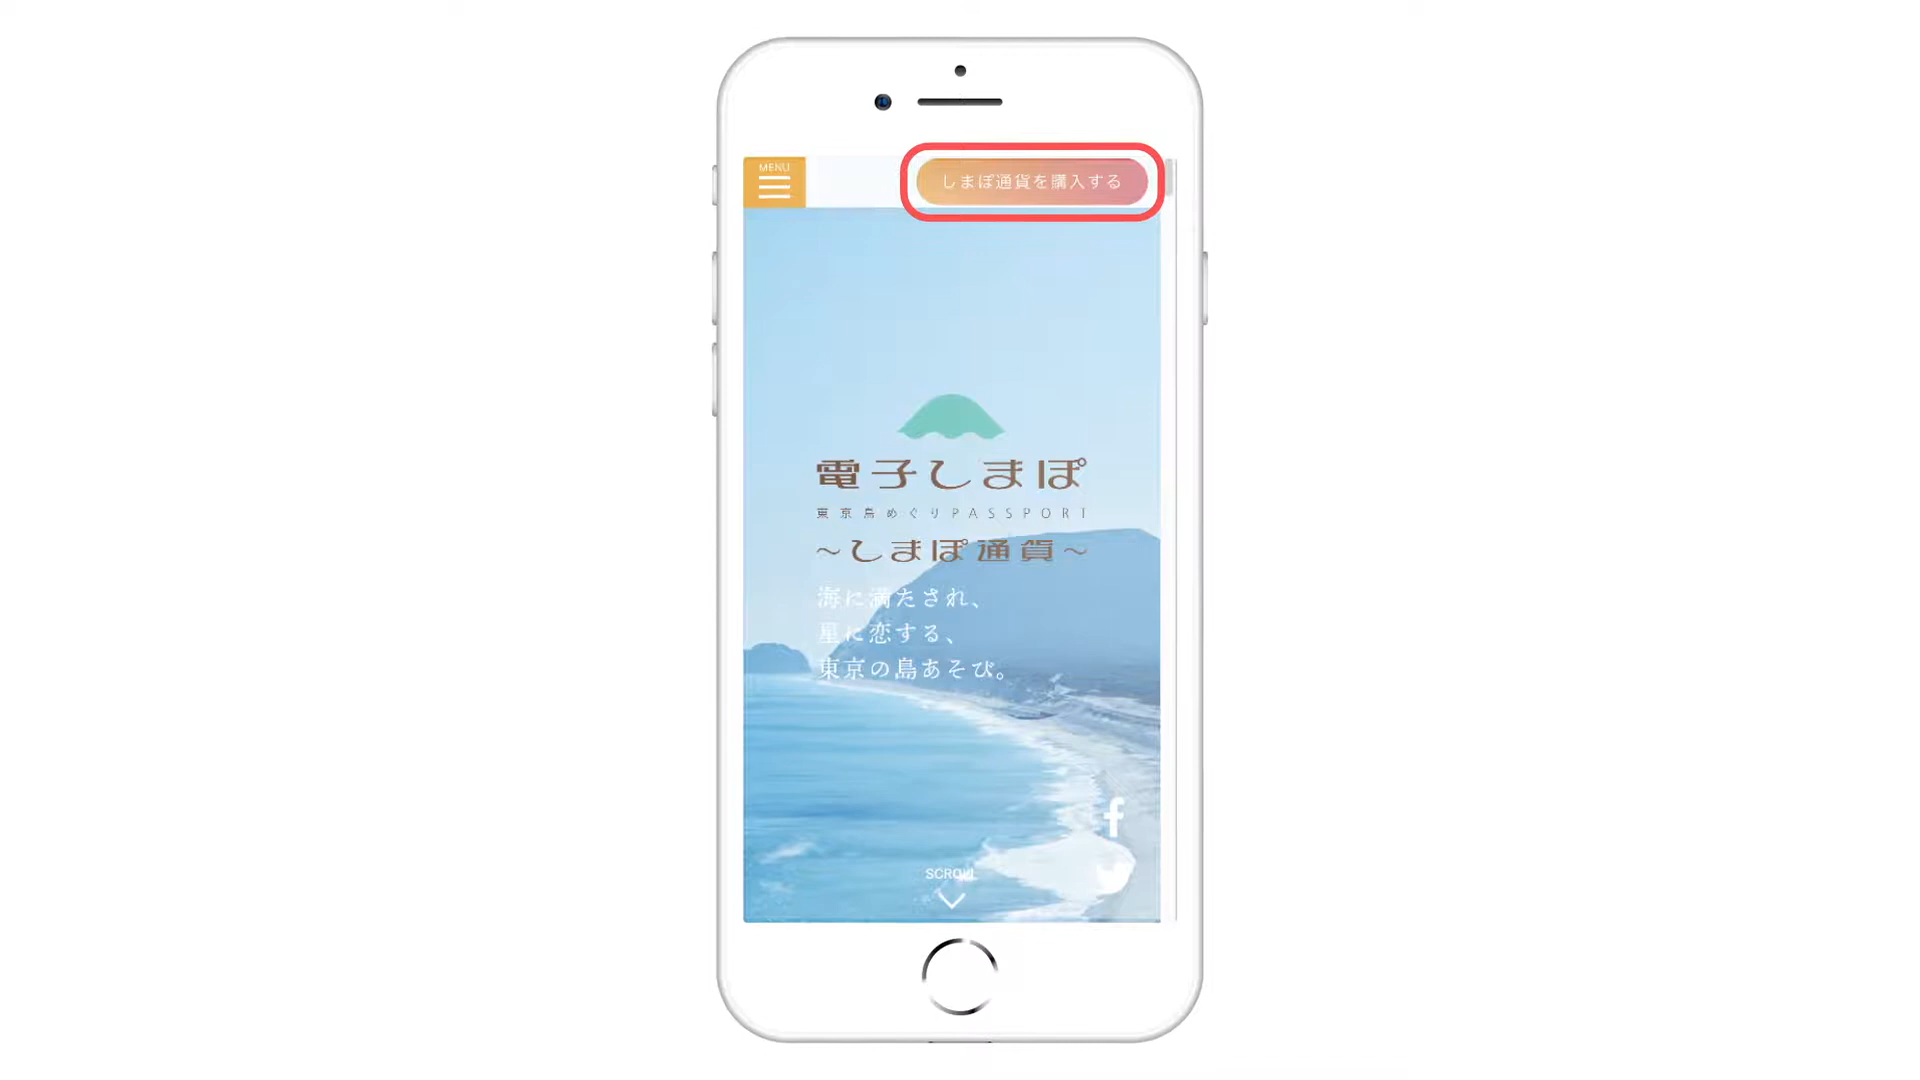 MENU
しまぽ通貨を購入する
電子しまぽ
東京島めぐりPASSPORT
～しまぽ通貨～
海に満たされ、
星に恋する、
東京の島あそび。
SCROLL